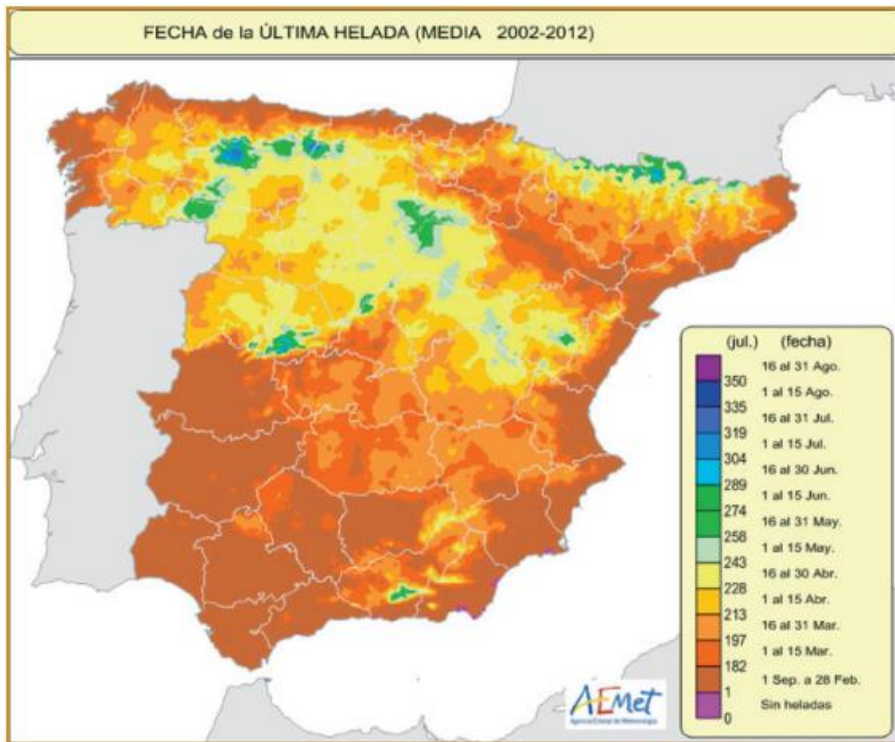 FECHA de la ÚLTIMA HELADA (MEDIA 2002-2012)
(jul.) (fecha)
16 al 31 Ago.
350
1 al 15 Ago.
335
16 al 31 Jul.
319
1 al 15 Jul.
304
16 al 30 Jun.
289
1 al 15 Jun.
274
16 al 31 May.
258
1 al 15 May.
243
16 al 30 Abr.
228
1 al 15 Abr.
213
16 al 31 Mar.
197
1 al 15 Mar.
182
1 Sep. a 28 Feb.
1
Sin heladas
0
AEMet
Agencia Estatal de Meteorología